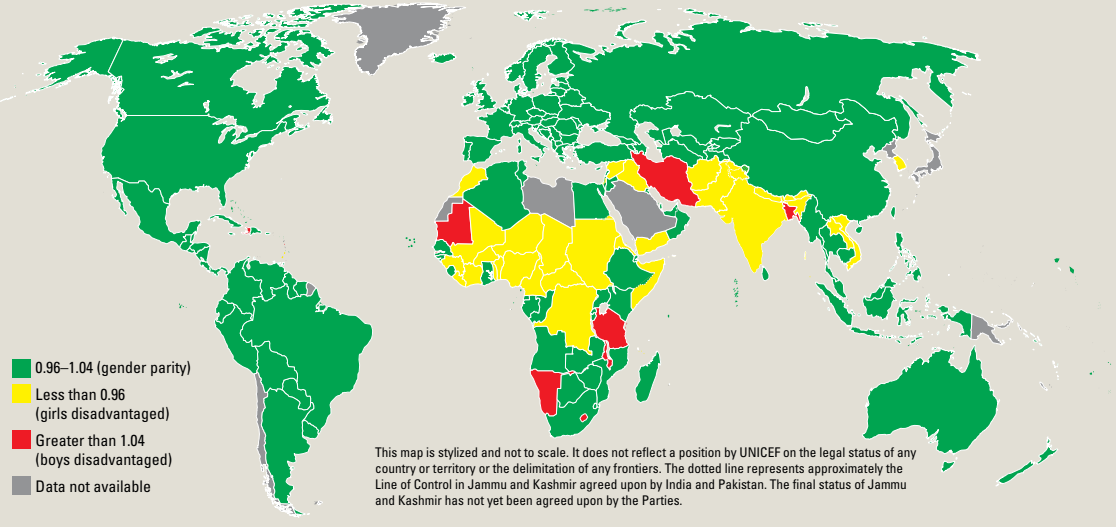 0.96–1.04 (gender parity)
Less than 0.96
(girls disadvantaged)
Greater than 1.04
(boys disadvantaged)
Data not available
This map is stylized and not to scale. It does not reflect a position by UNICEF on the legal status of any
country or territory or the delimitation of any frontiers. The dotted line represents approximately the
Line of Control in Jammu and Kashmir agreed upon by India and Pakistan. The final status of Jammu
and Kashmir has not yet been agreed upon by the Parties.